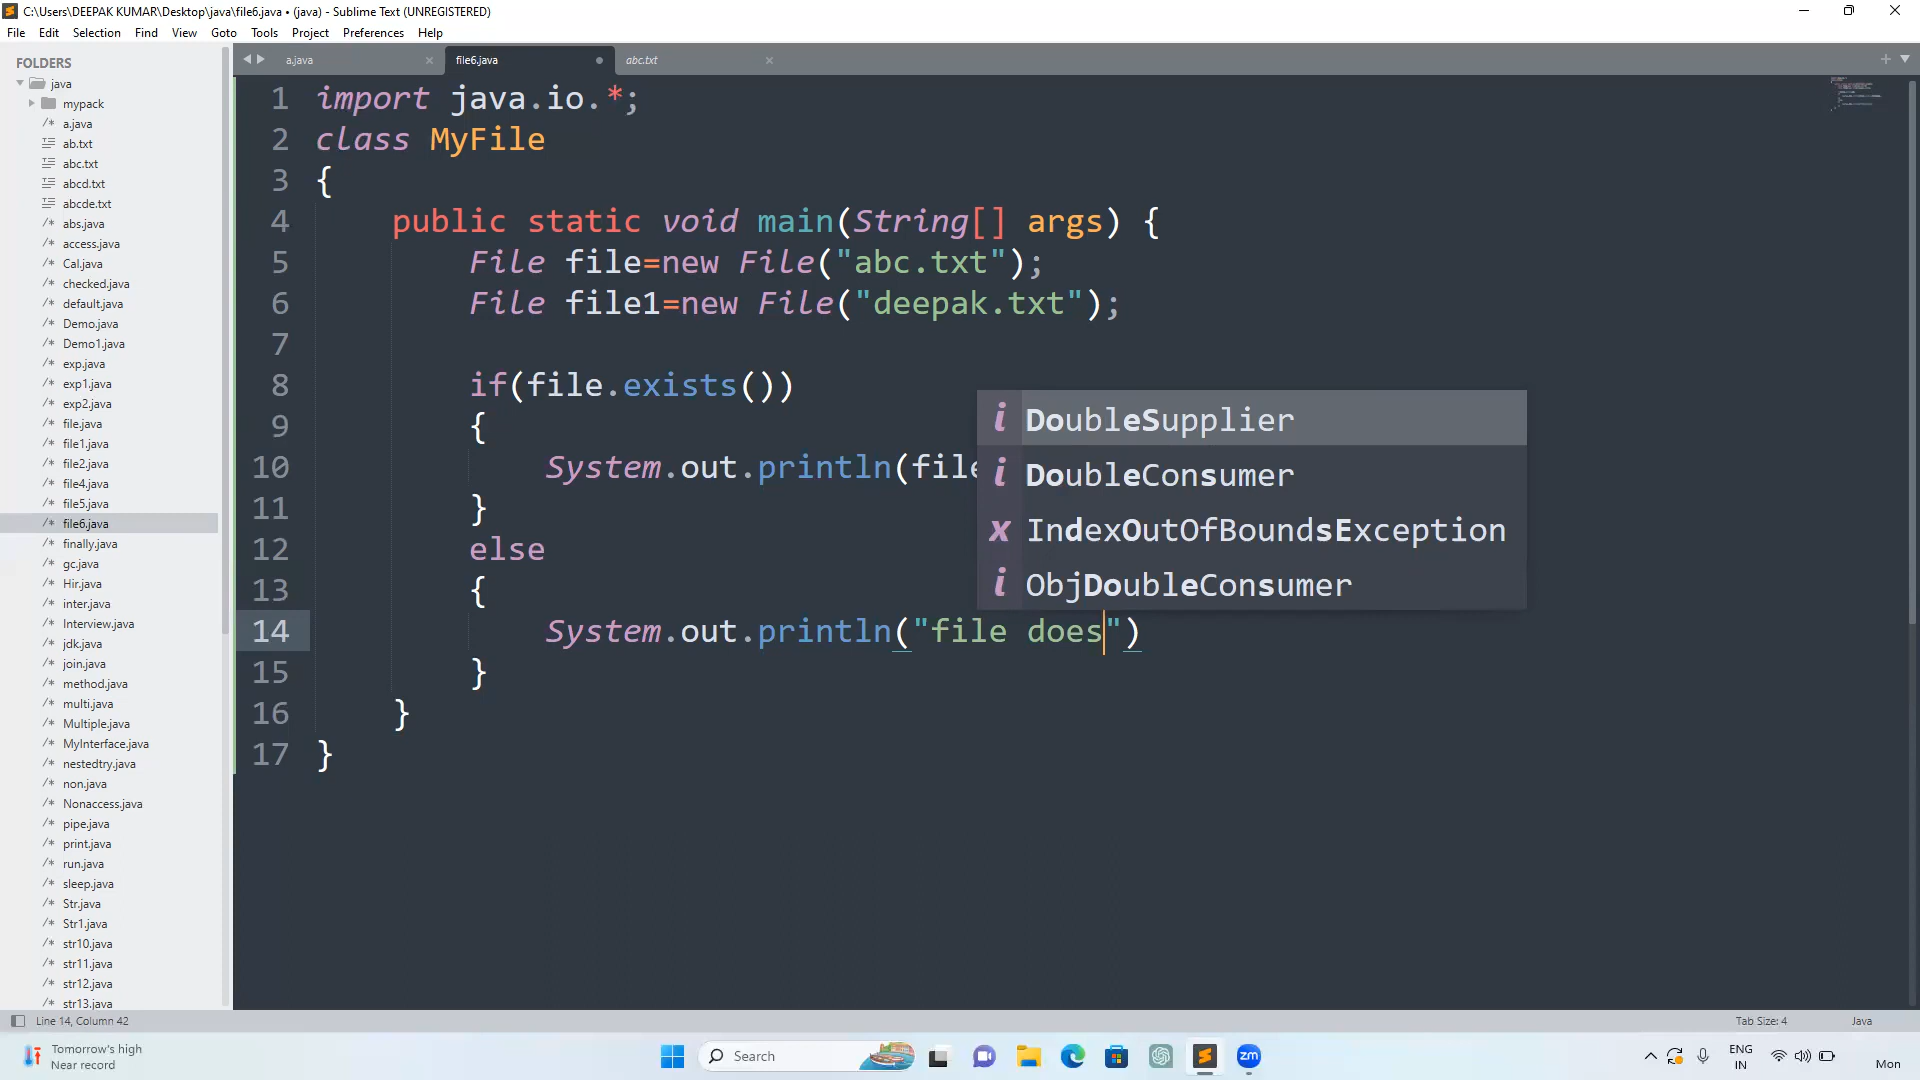 C:\Users\DEEPAK KUMAR\Desktop\java\file6.java • (java) - Sublime Text (UNREGISTERED)
File Edit Selection Find View Goto Tools Project Preferences Help
FOLDERS
java
mypack
a.java
ab.txt
abc.txt
abcd.txt
abcde.txt
abs.java
access.java
Cal.java
checked.java
default.java
Demo.java
Demo1.java
exp.java
exp1.java
exp2.java
file.java
file1.java
file2.java
file4.java
file5.java
file6.java
finally.java
gc.java
Hir.java
inter.java
Interview.java
jdk.java
join.java
method.java
multi.java
Multiple.java
MyInterface.java
nestedtry.java
non.java
Nonaccess.java
pipe.java
print.java
run.java
sleep.java
Str.java
Str1.java
str10.java
str11.java
str12.java
str13.java
a.java file6.java abc.txt
1 import java.io.*;
2 class MyFile
3 {
4 public static void main(String[] args) {
5 File file=new File("abc.txt");
6 File file1=new File("deepak.txt");
7
8 if(file.exists())
9 {
10 System.out.println(file
11 }
12 else
13 {
14 System.out.println("file does")
15 }
16 }
17 }
i DoubleSupplier
i DoubleConsumer
x IndexOutOfBoundsException
i ObjDoubleConsumer
Line 14, Column 42
Tab Size: 4 Java
Tomorrow's high
Near record
Search
zm
ENG
IN
Mon